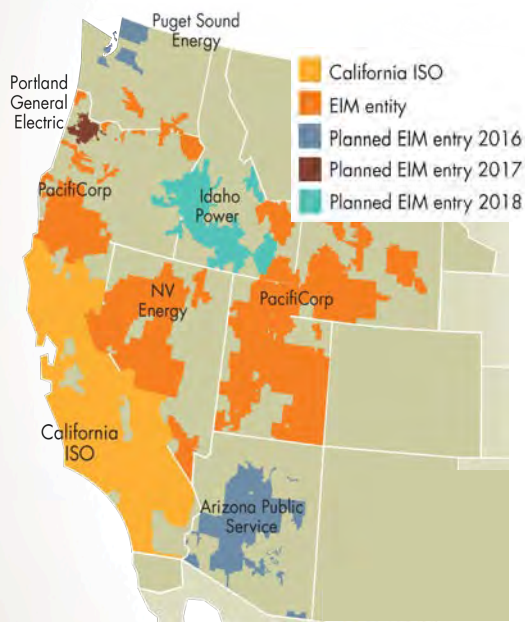 Puget Sound
Energy
Portland
General
Electric
California ISO
EIM entity
Planned EIM entry 2016
Planned EIM entry 2017
Planned EIM entry 2018
PacifiCorp
Idaho
Power
NV
Energy
PacifiCorp
California
ISO
Arizona Public
Service